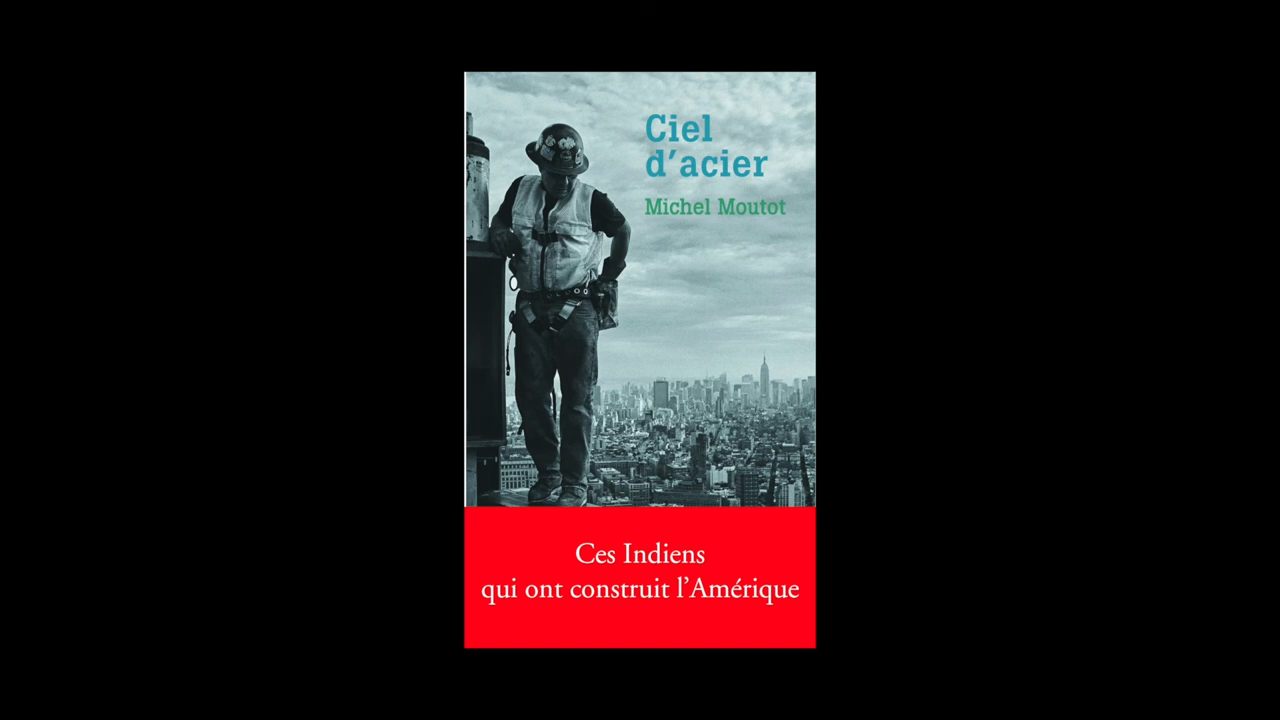 Ciel
d'acier
Michel Moutot
Ces Indiens
qui ont construit l'Amérique